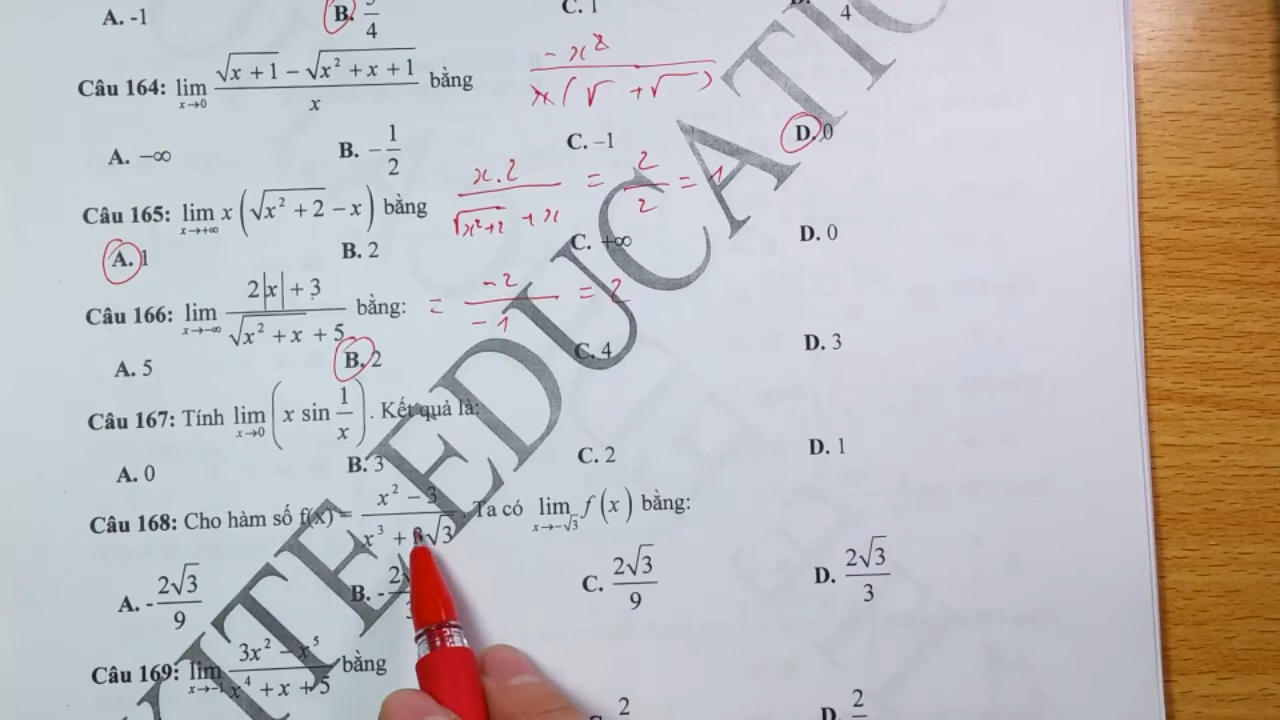 A. -1 B. 4 C. 1 4
Câu 164: lim x→0 (√(x + 1) − √(x² + x + 1)) / x bằng −x² / x(√ + √)
A. −∞ B. −1/2 C. −1 D. 0
Câu 165: lim x→+∞ x(√(x² + 2) − x) bằng x.2 / (√(x²+2) + x) = 2/2 = 1
A. 1 B. 2 C. +∞ D. 0
Câu 166: lim x→−∞ (2|x| + 3) / (√(x² + x) + 5) bằng: = −2/−1 = 2
A. 5 B. 2 C. 4 D. 3
Câu 167: Tính lim x→0 (x sin 1/x). Kết quả là:
A. 0 B. 3 C. 2 D. 1
Câu 168: Cho hàm số f(x) = (x² − 3) / (x³ + 3√3). Ta có lim x→−√3 f(x) bằng:
A. -2√3/9 B. - 2 C. 2√3/9 D. 2√3/3
Câu 169: lim x→−1 (3x² − x⁵) / (x⁴ + x + 5) bằng
2 D. 2
ITE EDUCATIO